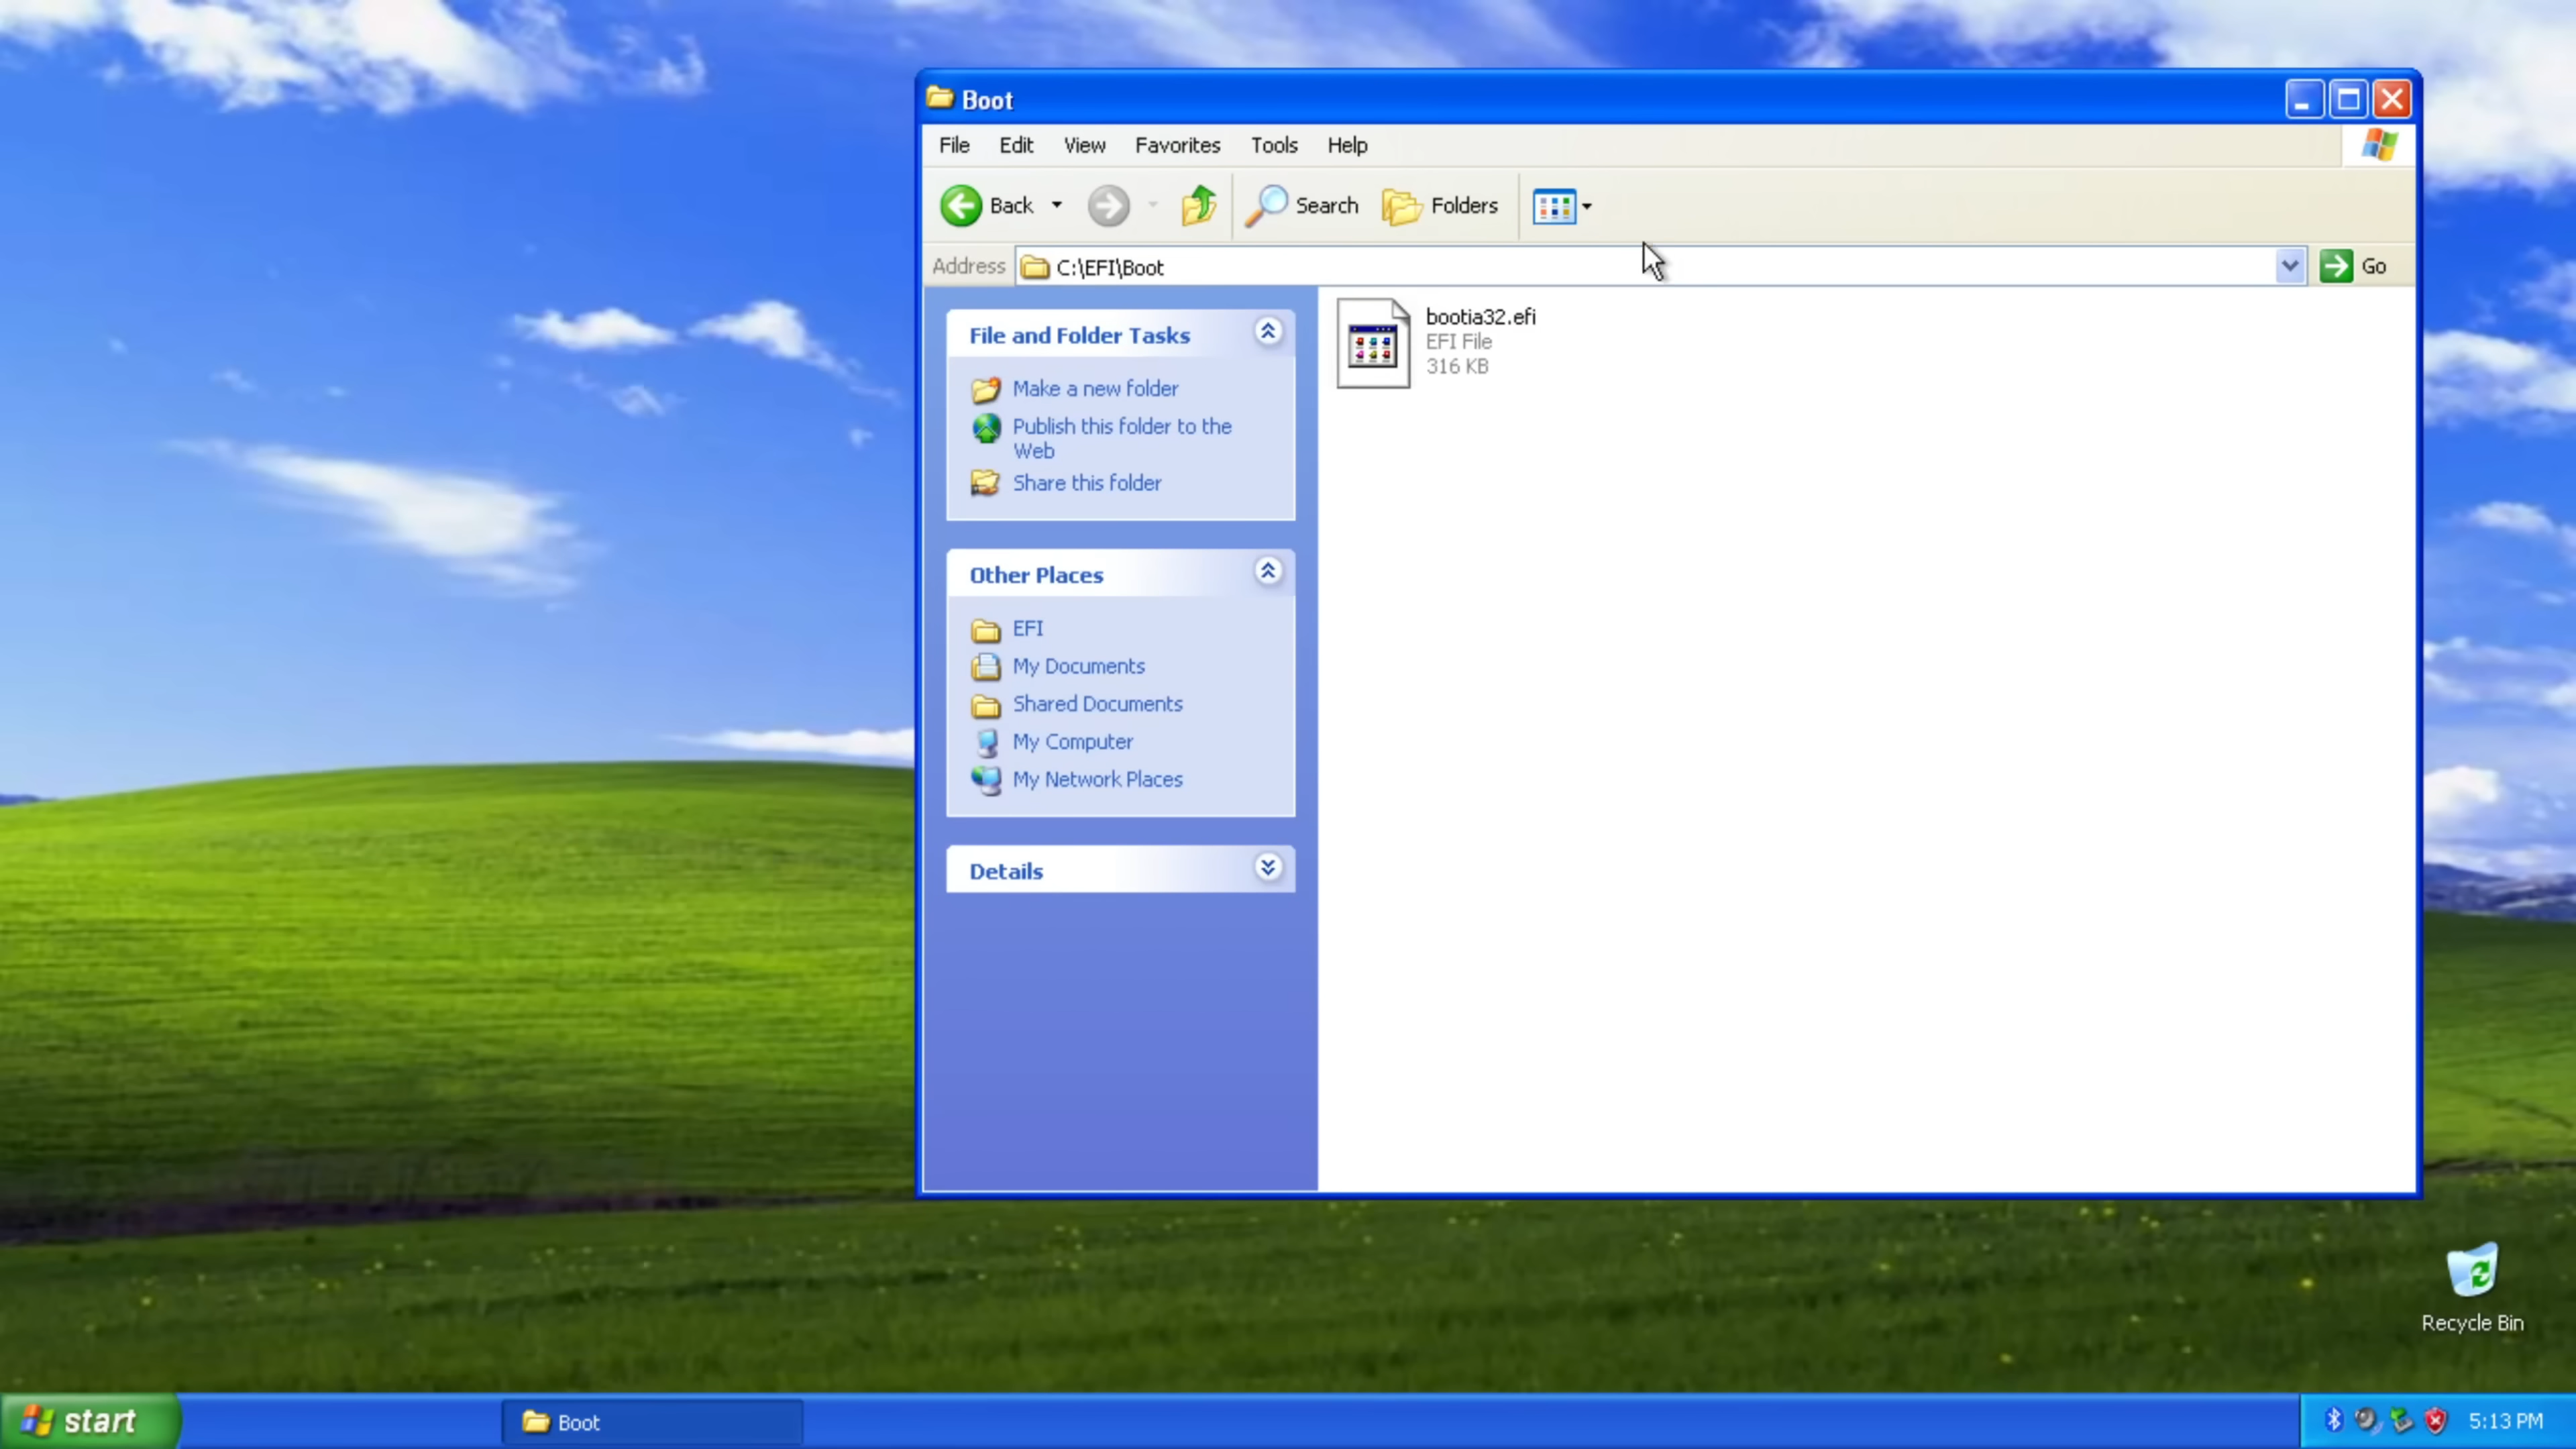 Boot
File Edit View Favorites Tools Help
Back Search Folders
Address C:\EFI\Boot Go
File and Folder Tasks
Make a new folder
Publish this folder to the
Web
Share this folder
Other Places
EFI
My Documents
Shared Documents
My Computer
My Network Places
Details
bootia32.efi
EFI File
316 KB
Recycle Bin
start Boot 5:13 PM